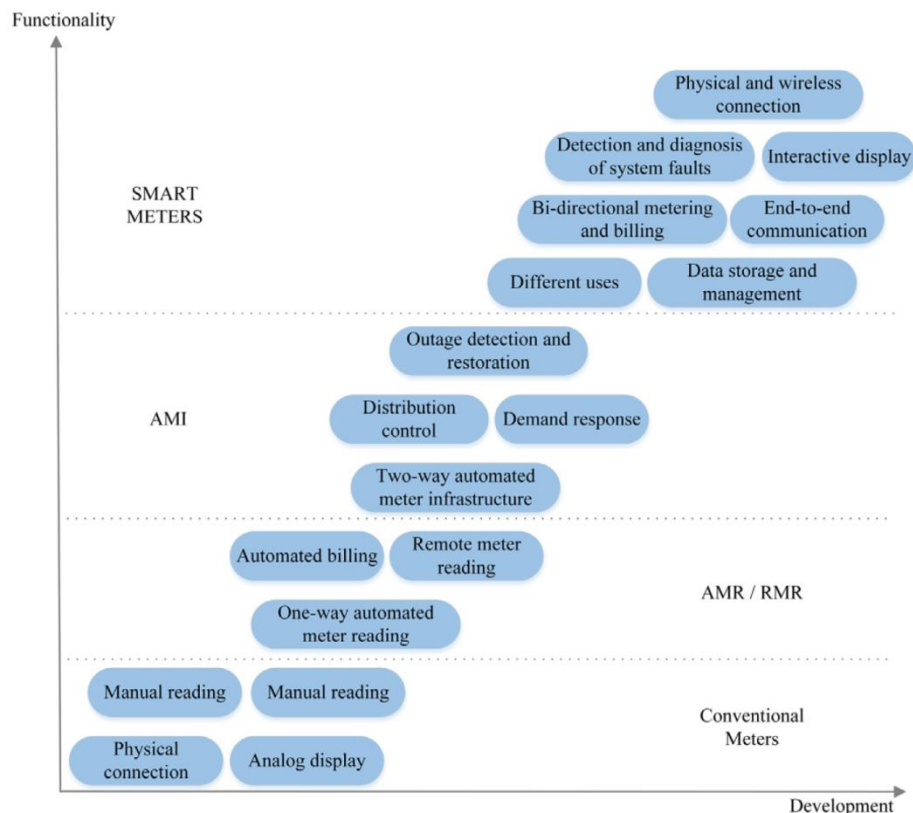 Functionality
Physical and wireless
connection
Detection and diagnosis
of system faults
Interactive display
SMART
METERS
Bi-directional metering
and billing
End-to-end
communication
Different uses
Data storage and
management
Outage detection and
restoration
AMI
Distribution
control
Demand response
Two-way automated
meter infrastructure
Automated billing
Remote meter
reading
AMR / RMR
One-way automated
meter reading
Manual reading
Manual reading
Conventional
Meters
Physical
connection
Analog display
Development